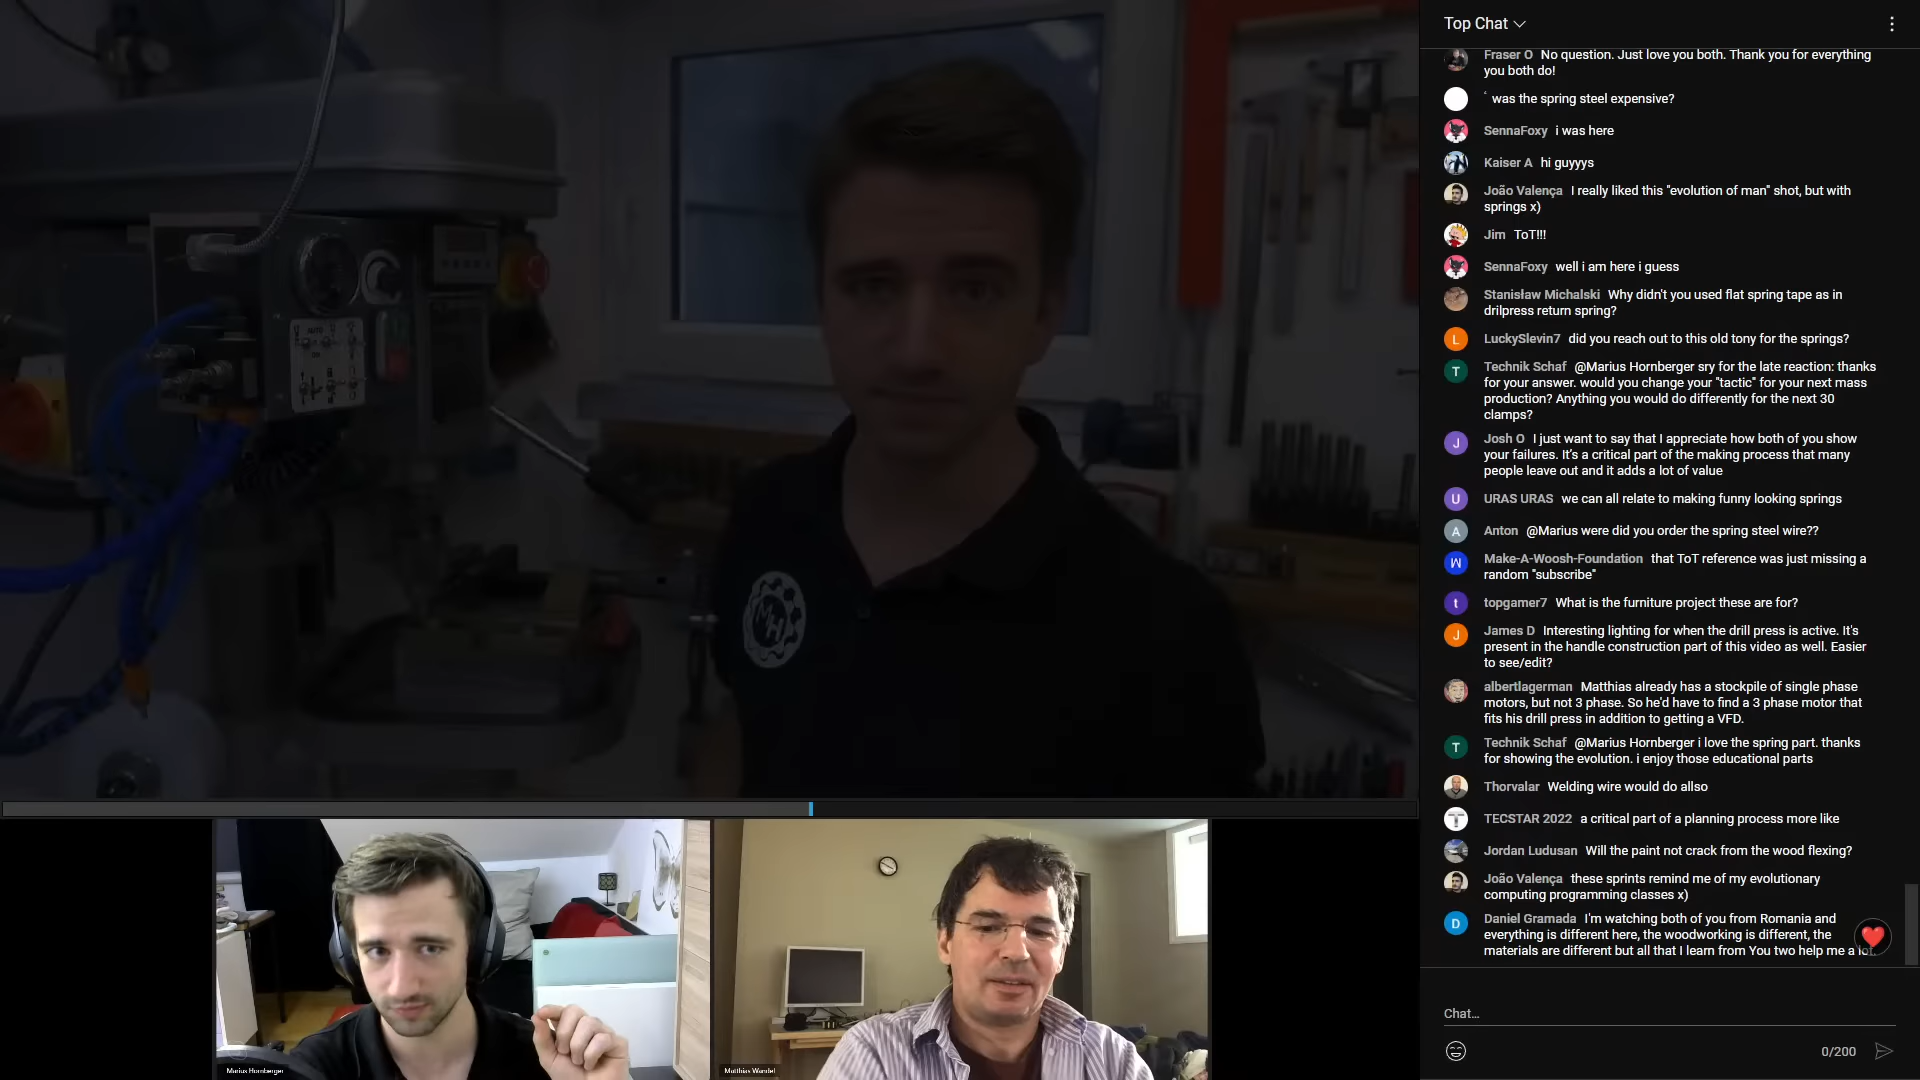 Top Chat
Fraser O No question. Just love you both. Thank you for everything
you both do!
‘ was the spring steel expensive?
SennaFoxy i was here
Kaiser A hi guyyys
João Valença I really liked this "evolution of man" shot, but with
springs x)
Jim ToT!!!
SennaFoxy well i am here i guess
Stanisław Michalski Why didn't you used flat spring tape as in
drilpress return spring?
L
LuckySlevin7 did you reach out to this old tony for the springs?
T
Technik Schaf @Marius Hornberger sry for the late reaction: thanks
for your answer. would you change your "tactic" for your next mass
production? Anything you would do differently for the next 30
clamps?
J
Josh O I just want to say that I appreciate how both of you show
your failures. It's a critical part of the making process that many
people leave out and it adds a lot of value
U
URAS URAS we can all relate to making funny looking springs
A
Anton @Marius were did you order the spring steel wire??
Make-A-Woosh-Foundation that ToT reference was just missing a
random "subscribe"
t
topgamer7 What is the furniture project these are for?
J
James D Interesting lighting for when the drill press is active. It's
present in the handle construction part of this video as well. Easier
to see/edit?
albertlagerman Matthias already has a stockpile of single phase
motors, but not 3 phase. So he'd have to find a 3 phase motor that
fits his drill press in addition to getting a VFD.
T
Technik Schaf @Marius Hornberger i love the spring part. thanks
for showing the evolution. i enjoy those educational parts
Thorvalar Welding wire would do allso
TECSTAR 2022 a critical part of a planning process more like
Jordan Ludusan Will the paint not crack from the wood flexing?
João Valença these sprints remind me of my evolutionary
computing programming classes x)
D
Daniel Gramada I'm watching both of you from Romania and
everything is different here, the woodworking is different, the
materials are different but all that I learn from You two help me a lot.
Chat...
0/200
MH
AUTO
Marius Hornberger
Matthias Wandel